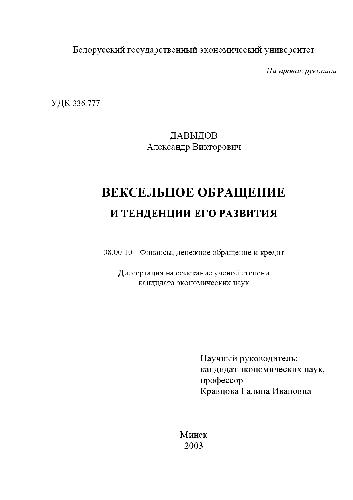 Белорусский государственный экономический университет
На правах рукописи
УДК 336.777
ДАВЫДОВ
Александр Викторович
ВЕКСЕЛЬНОЕ ОБРАЩЕНИЕ
И ТЕНДЕНЦИИ ЕГО РАЗВИТИЯ
08.00.10 - Финансы, денежное обращение и кредит
Диссертация на соискание ученой степени
кандидата экономических наук
Научный руководитель:
кандидат экономических наук,
профессор
Кравцова Галина Ивановна
Минск
2003